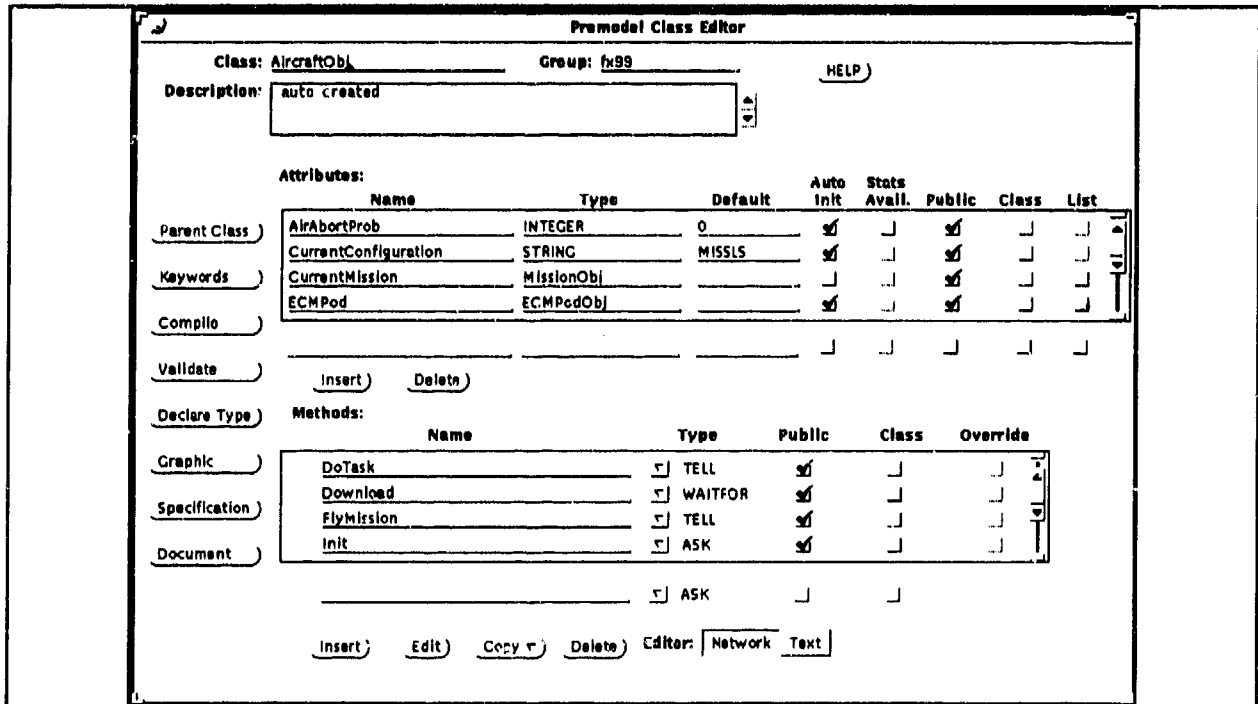 Premodel Class Editor
Class: AircraftObj Group: fx99 HELP
Description: auto created
Attributes:
Auto Stats
Name Type Default Init Avail. Public Class List
Parent Class AirAbortProb INTEGER 0
CurrentConfiguration STRING MISSLS
Keywords CurrentMission MissionObj
ECMPod ECMPodObj
Compile
Validate
Insert Delete
Declare Type Methods:
Name Type Public Class Override
Graphic DoTask TELL
Download WAITFOR
Specification FlyMission TELL
Document Init ASK
ASK
Insert Edit Copy Delete Editor: Network Text